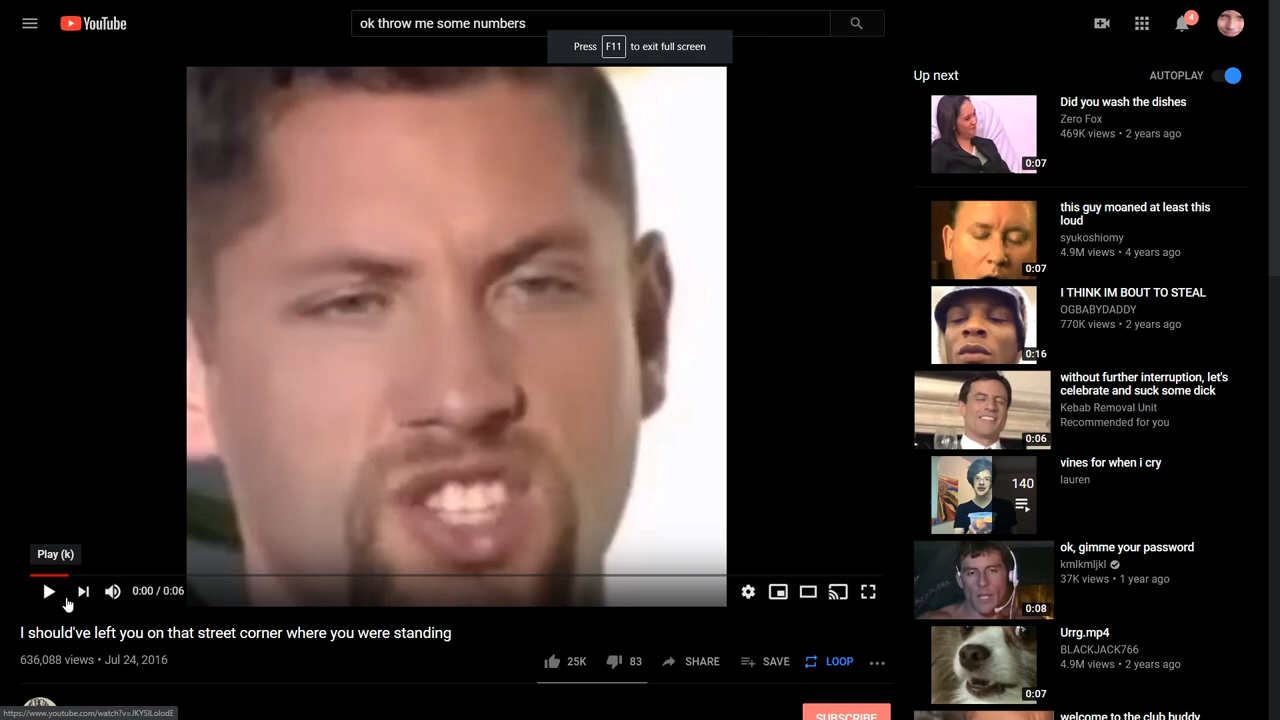 YouTube
ok throw me some numbers
4
Press F11 to exit full screen
Up next
AUTOPLAY
Did you wash the dishes
Zero Fox
469K views • 2 years ago
0:07
this guy moaned at least this
loud
syukoshiomy
4.9M views • 4 years ago
0:07
I THINK IM BOUT TO STEAL
OGBABYDADDY
770K views • 2 years ago
0:16
without further interruption, let's
celebrate and suck some dick
Kebab Removal Unit
Recommended for you
0:06
vines for when i cry
lauren
140
ok, gimme your password
kmlkmljkl
37K views • 1 year ago
0:08
Urrg.mp4
BLACKJACK766
4.9M views • 2 years ago
0:07
welcome to the club buddy
Play (k)
0:00 / 0:06
I should've left you on that street corner where you were standing
636,088 views • Jul 24, 2016
25K
83
SHARE
SAVE
LOOP
SUBSCRIBE